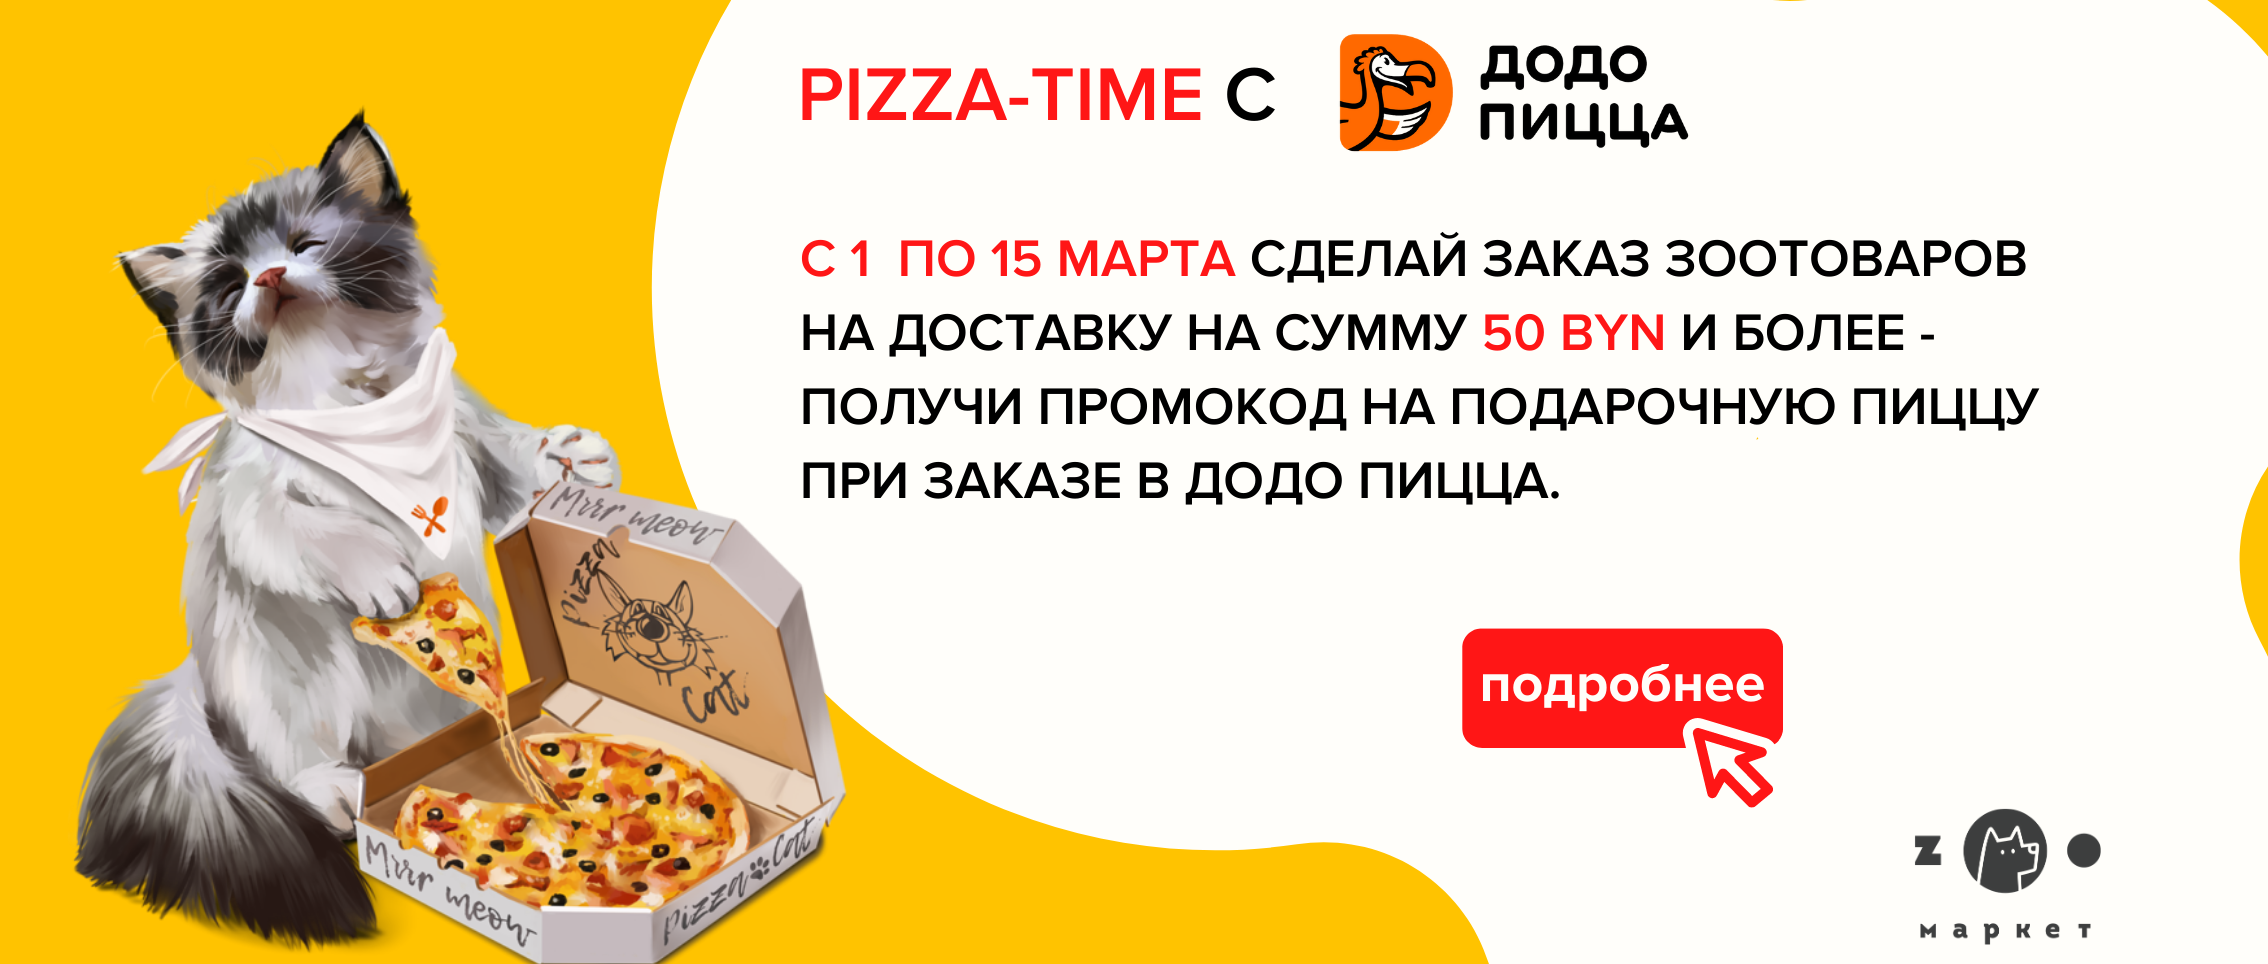 PIZZA-TIME С
ДОДО
ПИЦЦА
С 1 ПО 15 МАРТА СДЕЛАЙ ЗАКАЗ ЗООТОВАРОВ
НА ДОСТАВКУ НА СУММУ 50 BYN И БОЛЕЕ -
ПОЛУЧИ ПРОМОКОД НА ПОДАРОЧНУЮ ПИЦЦУ
ПРИ ЗАКАЗЕ В ДОДО ПИЦЦА.
Mrrr meow
Pizza
Cat
Mrrr meow
Pizza Cat
подробнее
ZOO
маркет